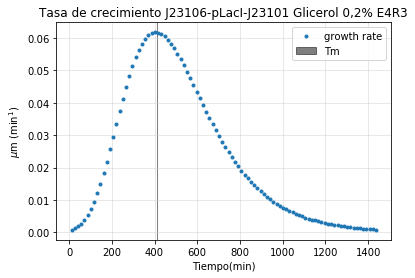 Tasa de crecimiento J23106-pLacI-J23101 Glicerol 0,2% E4R3
growth rate
Tm
0.06
0.05
0.04
0.03
0.02
0.01
0.00
μm (min¹)
0 200 400 600 800 1000 1200 1400
Tiempo(min)